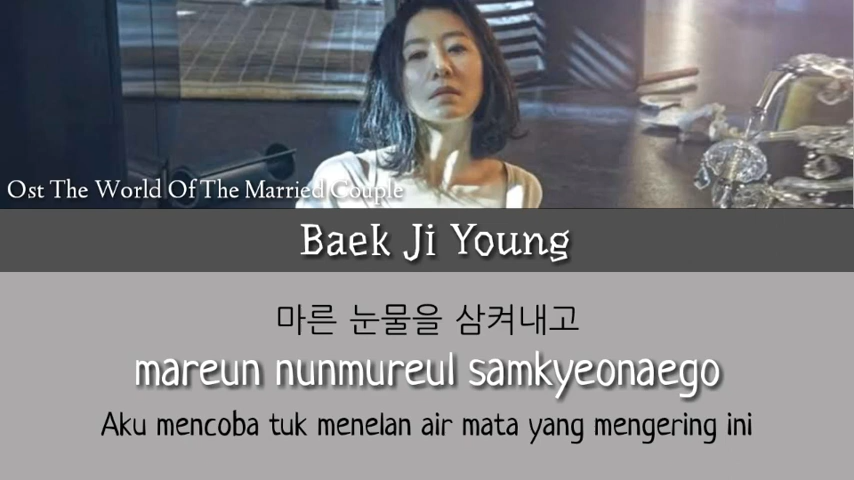 Ost The World Of The Married Couple
Baek Ji Young
마른 눈물을 삼켜내고
mareun nunmureul samkyeonaego
Aku mencoba tuk menelan air mata yang mengering ini